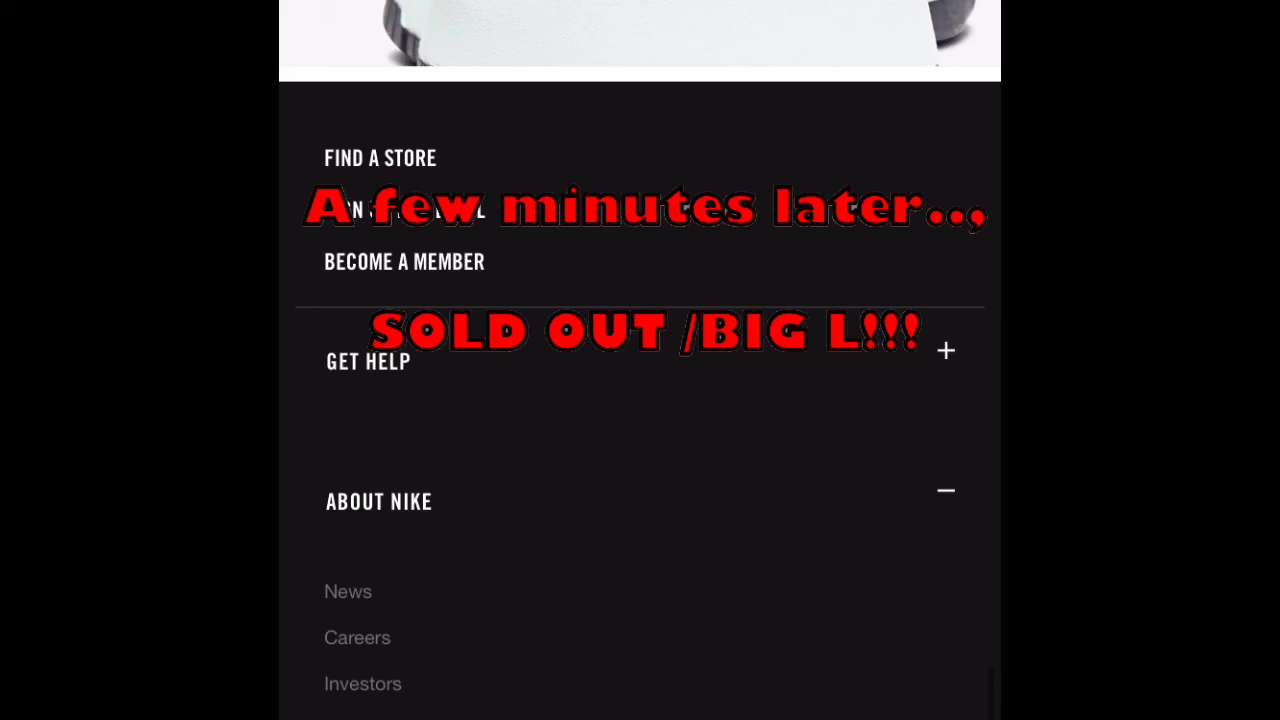 FIND A STORE
A few minutes later..,
BECOME A MEMBER
SOLD OUT /BIG L!!!
GET HELP
+
ABOUT NIKE
–
News
Careers
Investors